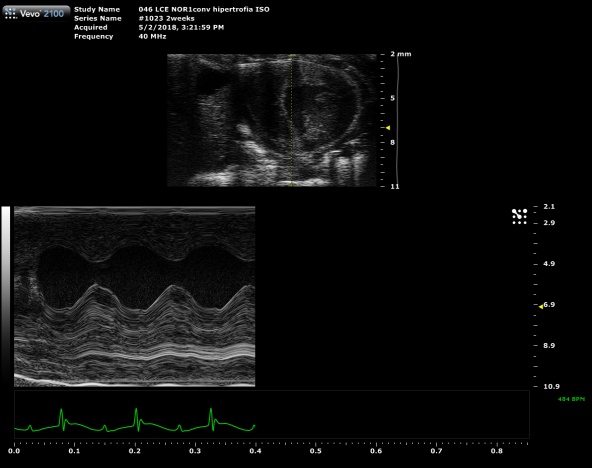 Vevo 2100
Study Name 046 LCE NOR1conv hipertrofia ISO
Series Name #1023 2weeks
Acquired 5/2/2018, 3:21:59 PM
Frequency 40 MHz
2 mm
5
8
11
2.1
2.9
4.9
6.9
8.9
10.9
484 BPM
0.0 0.1 0.2 0.3 0.4 0.5 0.6 0.7 0.8